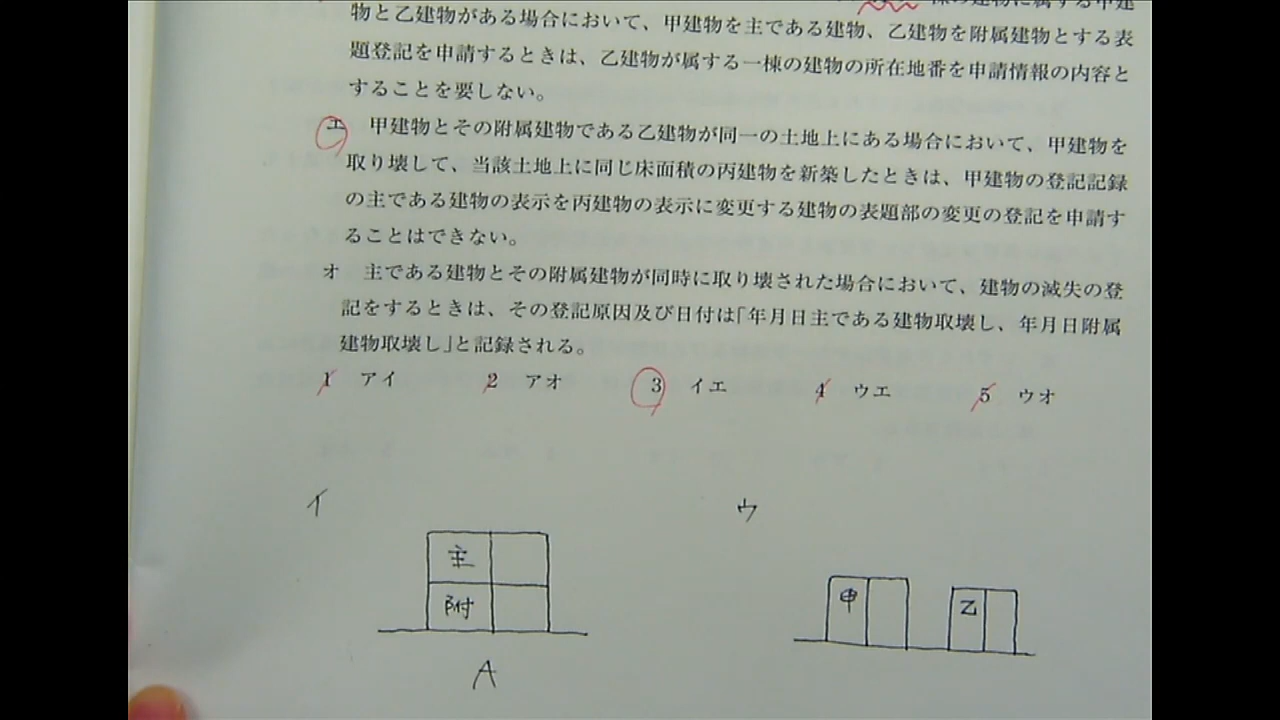 棟の建物に属する甲建
物と乙建物がある場合において、甲建物を主である建物、乙建物を附属建物とする表
題登記を申請するときは、乙建物が属する一棟の建物の所在地番を申請情報の内容と
することを要しない。
エ 甲建物とその附属建物である乙建物が同一の土地上にある場合において、甲建物を
取り壊して、当該土地上に同じ床面積の丙建物を新築したときは、甲建物の登記記録
の主である建物の表示を丙建物の表示に変更する建物の表題部の変更の登記を申請す
ることはできない。
オ 主である建物とその附属建物が同時に取り壊された場合において、建物の滅失の登
記をするときは、その登記原因及び日付は「年月日主である建物取壊し、年月日附属
建物取壊し」と記録される。
1 アイ 2 アオ 3 イエ 4 ウエ 5 ウオ
イ ウ
主
附
A
甲 乙